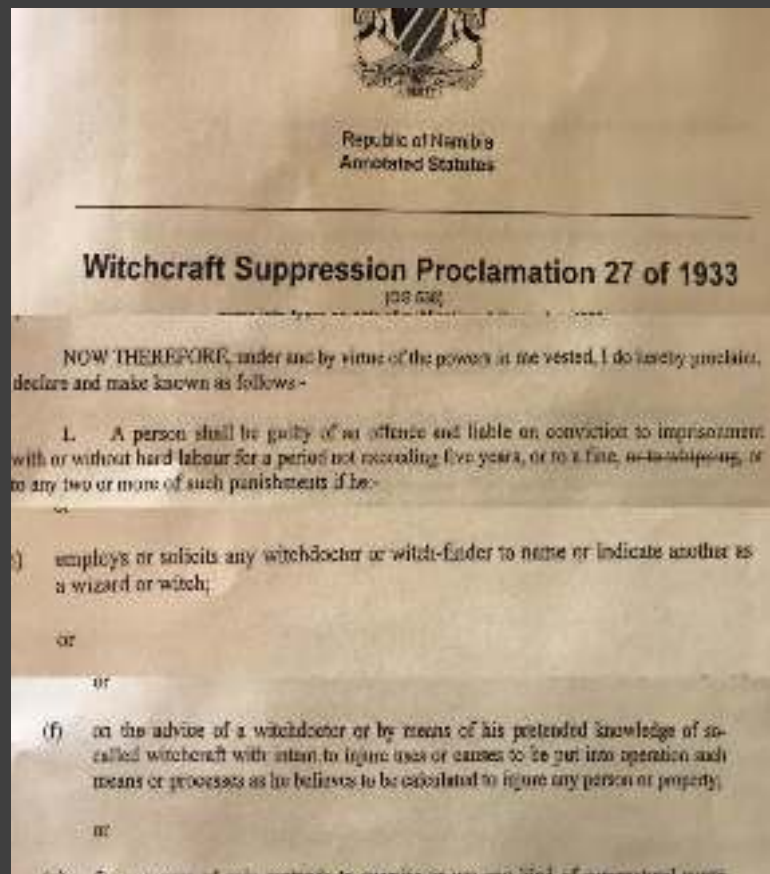 Republic of Namibia
Annotated Statutes
Witchcraft Suppression Proclamation 27 of 1933
NOW THEREFORE, under and by virtue of the powers in me vested, I do hereby proclaim,
declare and make known as follows -
1. A person shall be guilty of an offence and liable on conviction to imprisonment
with or without hard labour for a period not exceeding five years, or to a fine, or to whipping, or
to any two or more of such punishments if he:-
employs or solicits any witchdoctor or witch-finder to name or indicate another as
a wizard or witch;
or
or
(f) on the advice of a witchdoctor or by means of his pretended knowledge of so-
called witchcraft with intent to injure uses or causes to be put into operation such
means or processes as he believes to be calculated to injure any person or property;
or